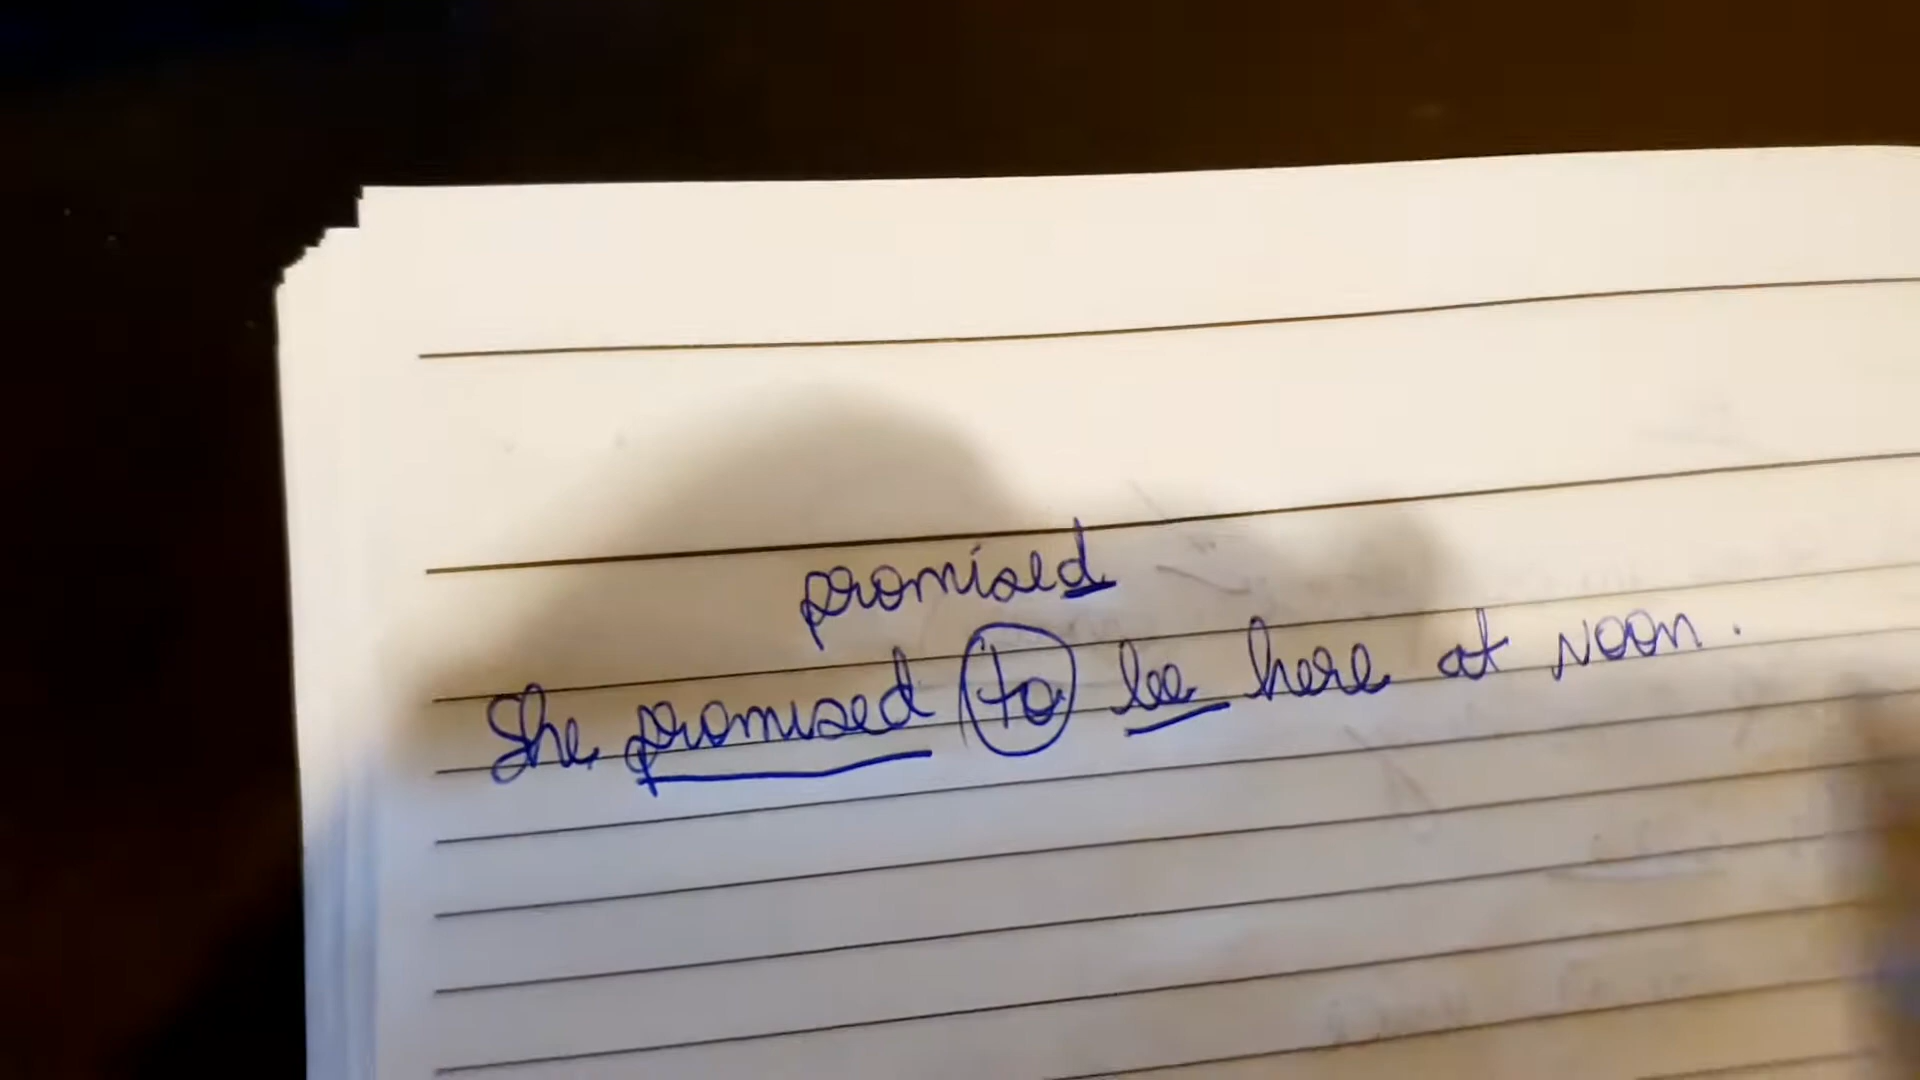 promised
She promised to be here at noon.